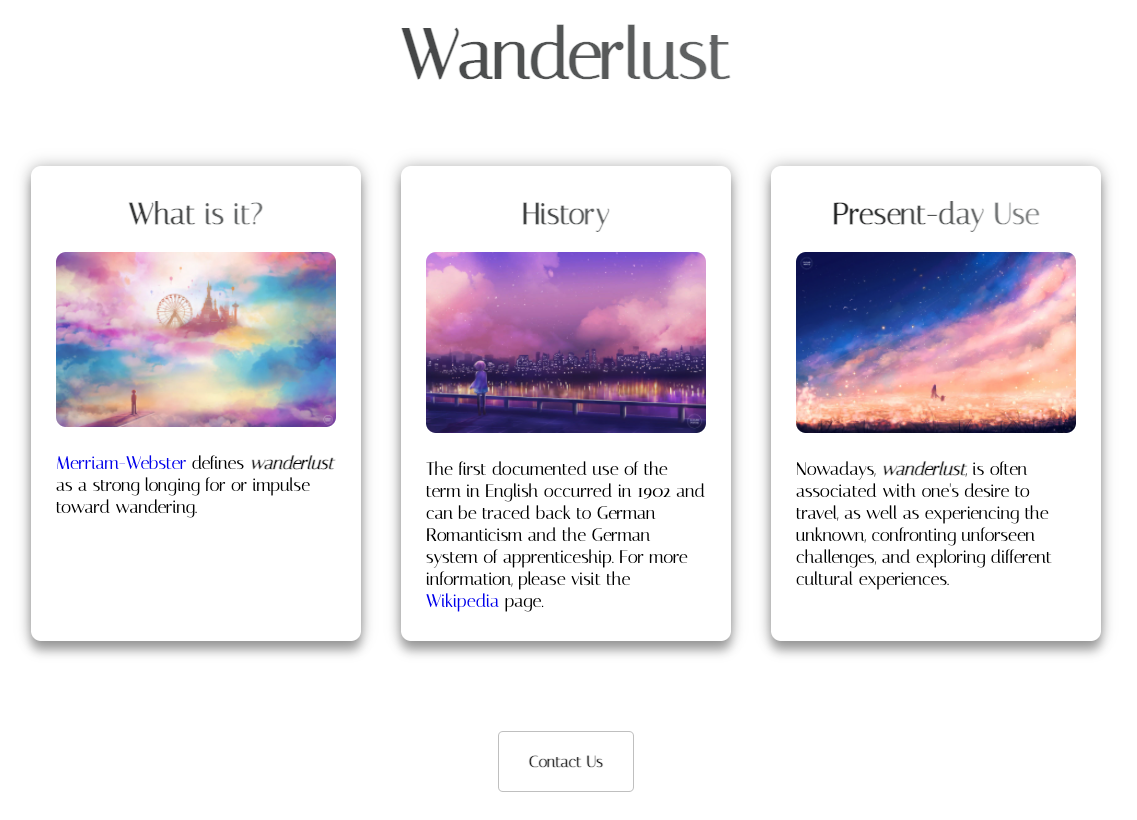 Wanderlust
What is it?
Merriam-Webster defines wanderlust
as a strong longing for or impulse
toward wandering.
History
The first documented use of the
term in English occurred in 1902 and
can be traced back to German
Romanticism and the German
system of apprenticeship. For more
information, please visit the
Wikipedia page.
Present-day Use
Nowadays, wanderlust, is often
associated with one's desire to
travel, as well as experiencing the
unknown, confronting unforseen
challenges, and exploring different
cultural experiences.
Contact Us